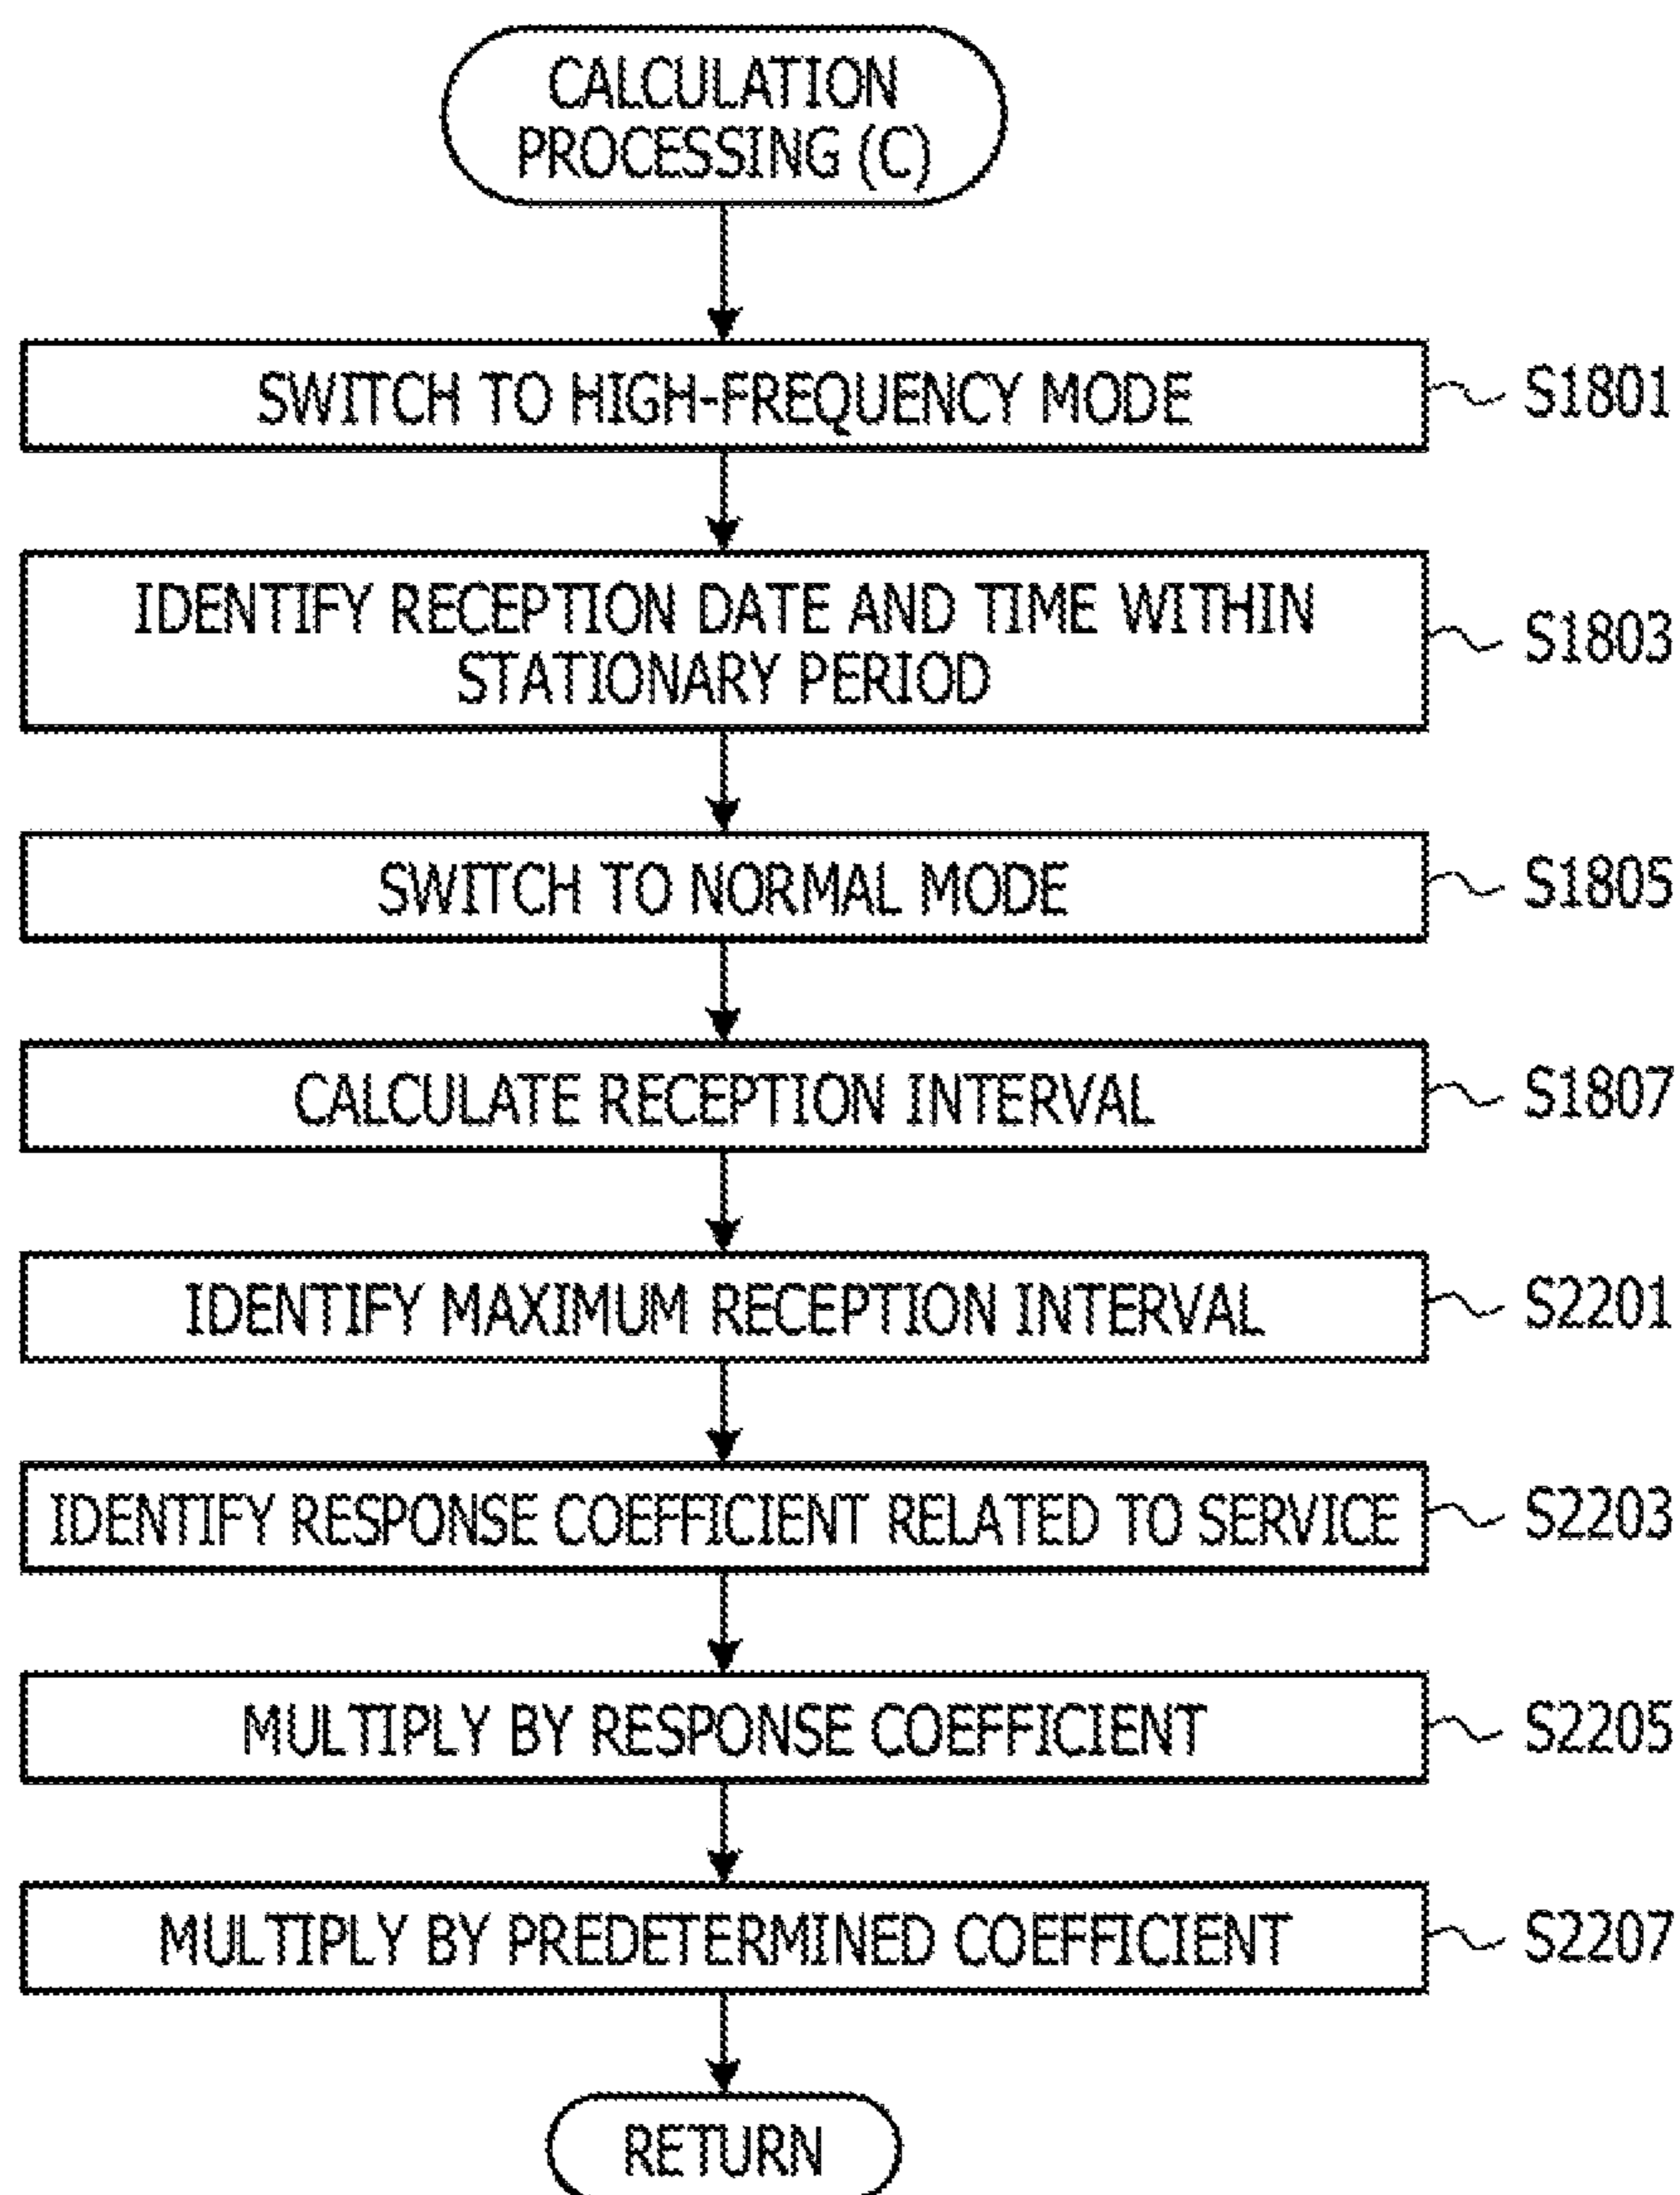 CALCULATION
PROCESSING (C)
SWITCH TO HIGH-FREQUENCY MODE
S1801
IDENTIFY RECEPTION DATE AND TIME WITHIN
STATIONARY PERIOD
S1803
SWITCH TO NORMAL MODE
S1805
CALCULATE RECEPTION INTERVAL
S1807
IDENTIFY MAXIMUM RECEPTION INTERVAL
S2201
IDENTIFY RESPONSE COEFFICIENT RELATED TO SERVICE
S2203
MULTIPLY BY RESPONSE COEFFICIENT
S2205
MULTIPLY BY PREDETERMINED COEFFICIENT
S2207
RETURN